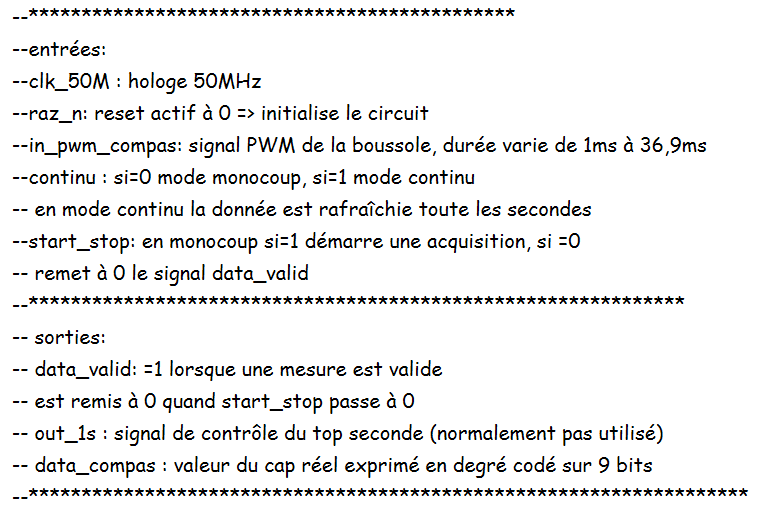 --**********************************************
--entrées:
--clk_50M : hologe 50MHz
--raz_n: reset actif à 0 => initialise le circuit
--in_pwm_compas: signal PWM de la boussole, durée varie de 1ms à 36,9ms
--continu : si=0 mode monocoup, si=1 mode continu
-- en mode continu la donnée est rafraîchie toute les secondes
--start_stop: en monocoup si=1 démarre une acquisition, si =0
-- remet à 0 le signal data_valid
--**************************************************************
-- sorties:
-- data_valid: =1 lorsque une mesure est valide
-- est remis à 0 quand start_stop passe à 0
-- out_1s : signal de contrôle du top seconde (normalement pas utilisé)
-- data_compas : valeur du cap réel exprimé en degré codé sur 9 bits
--********************************************************************